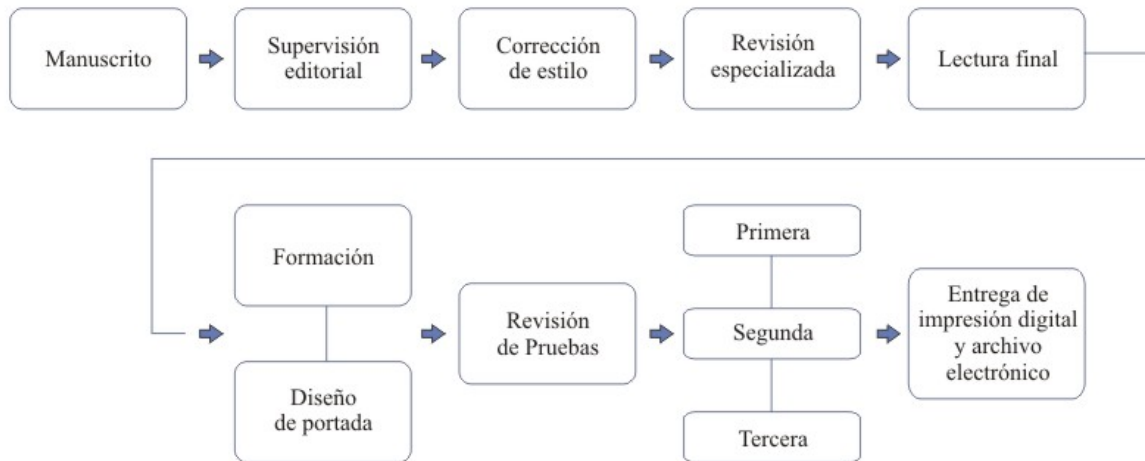 Manuscrito
Supervisión
editorial
Corrección
de estilo
Revisión
especializada
Lectura final
Formación
Diseño
de portada
Revisión
de Pruebas
Primera
Segunda
Tercera
Entrega de
impresión digital
y archivo
electrónico